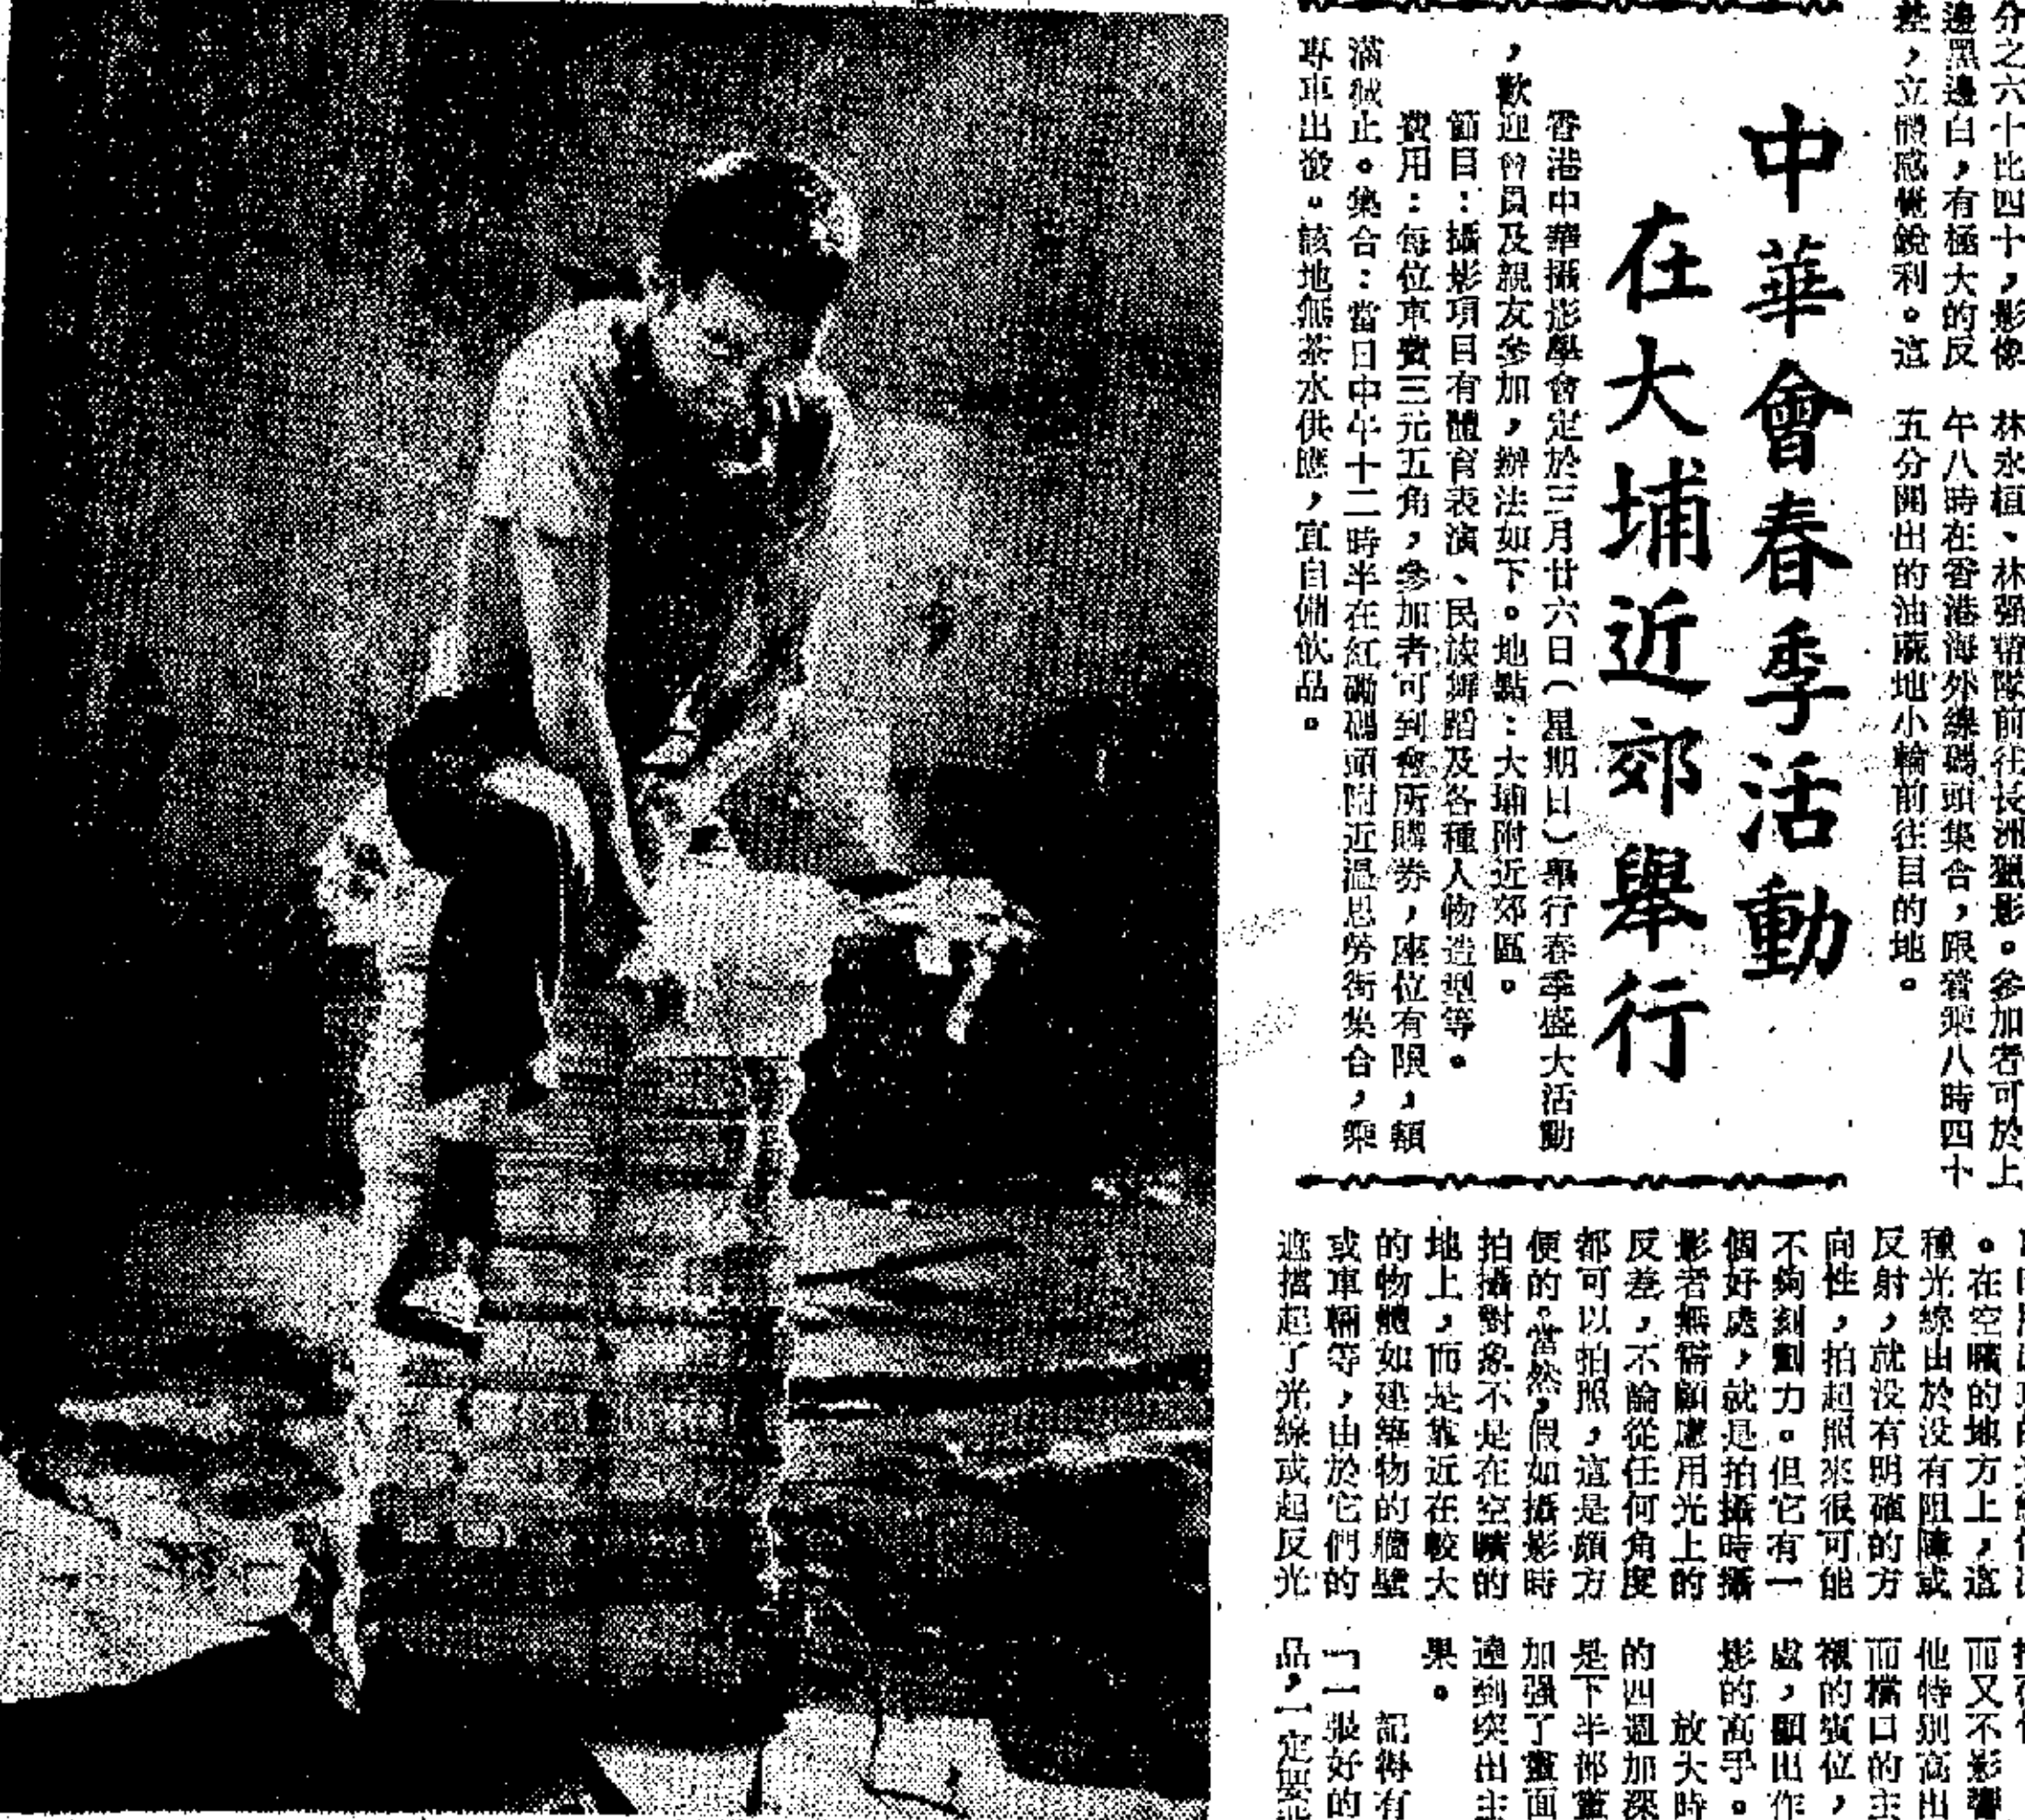 分之六十比四十，影像
邊黑邊白，有極大的反
差，立體感覺銳利。這
林永桓、林强帶隊前往長洲獵影。參加者可於上
午八時在香港海外線碼頭集合，跟着乘八時四十
五分開出的油蔴地小輪前往目的地。
中華會春季活動
在大埔近郊舉行
香港中華攝影學會定於三月廿六日（星期日）舉行春季盛大活動
，歡迎會員及親友參加，辦法如下。地點：大埔附近郊區。
節目：攝影項目有體育表演、民族舞蹈及各種人物造型等。
費用：每位車費三元五角，參加者可到會所購券，座位有限，額
滿截止。集合：當日中午十二時半在紅磡碼頭附近溫思勞街集合，乘
專車出發。該地無茶水供應，宜自備飲品。
。在空曠的地方上，這
種光線由於没有阻障或
反射，就没有明確的方
向性，拍起照來很可能
不夠刻劃力。但它有一
個好處，就是拍攝時攝
影者無需顧慮用光上的
反差，不論從任何角度
都可以拍照，這是頗方
便的。當然，假如攝影時
拍攝對象不是在空曠的
地上，而是靠近在較大
的物體如建築物的牆壁
或車輛等，由於它們的
遮擋起了光線或起反光
而又不影響
他特別高出
而檔口的主
襯的賓位，
處，顯出作
影的高手。
放大時
的四週加深
是下半部畫
加强了畫面
達到突出主
果。
記得有
「一張好的
品，一定要